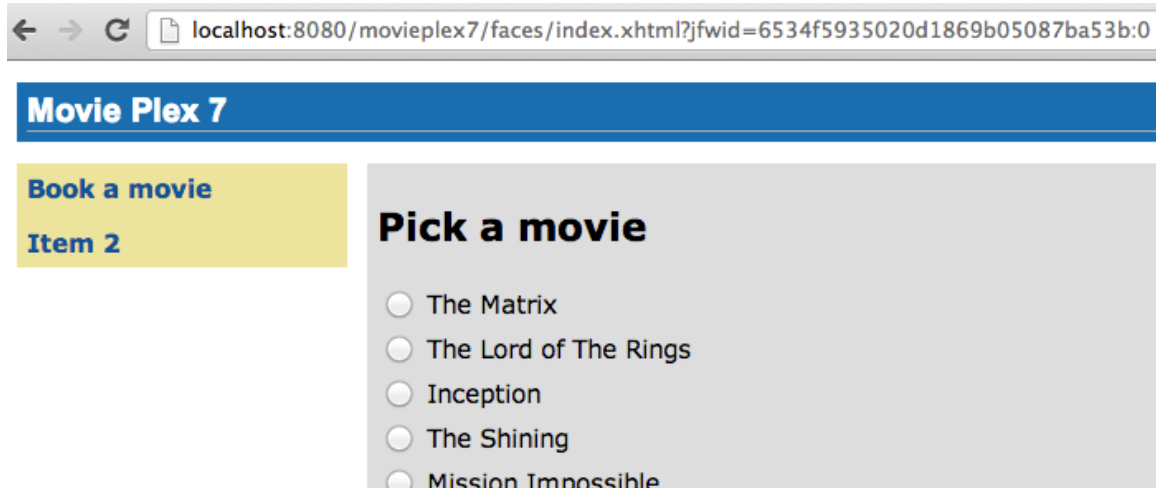 localhost:8080/movieplex7/faces/index.xhtml?jfwid=6534f5935020d1869b05087ba53b:0
Movie Plex 7
Book a movie
Item 2
Pick a movie
The Matrix
The Lord of The Rings
Inception
The Shining
Mission Impossible